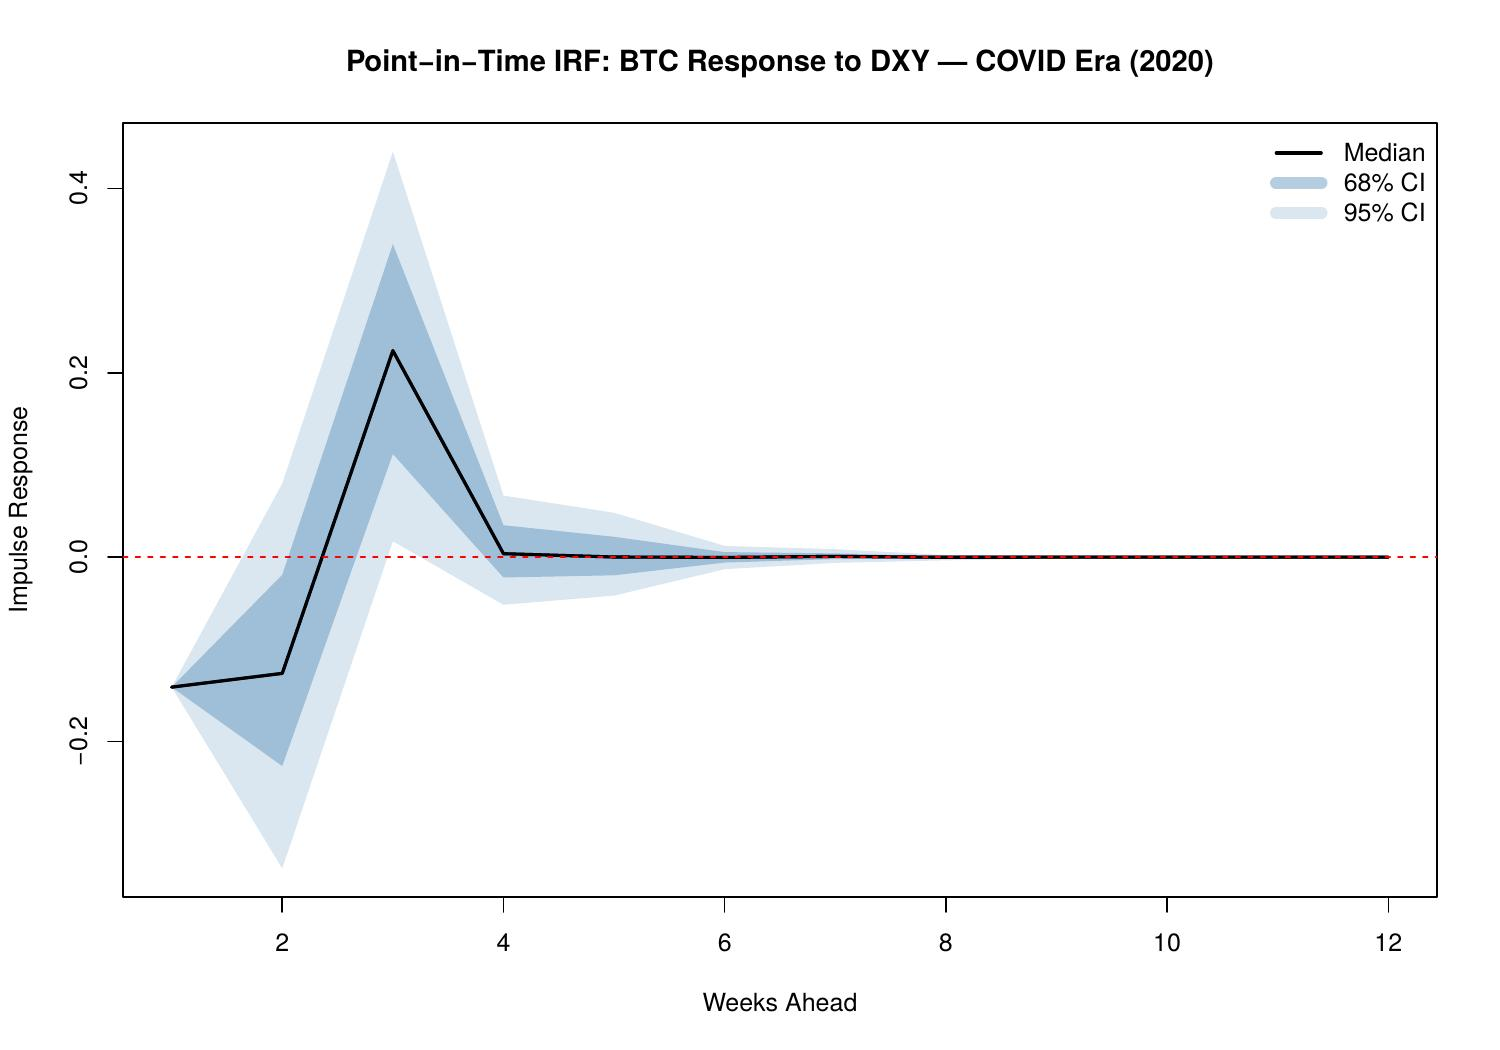 Point−in−Time IRF: BTC Response to DXY — COVID Era (2020)
Median
68% CI
95% CI
Impulse Response
0.4
0.2
0.0
−0.2
2 4 6 8 10 12
Weeks Ahead